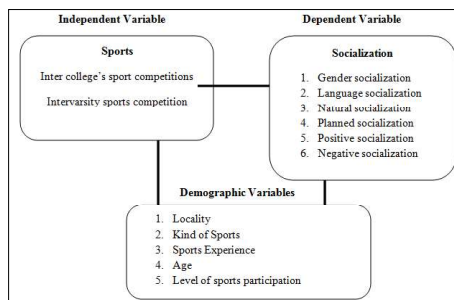 Independent Variable
Dependent Variable
Sports
Inter college's sport competitions
Intervarsity sports competition
Socialization
1. Gender socialization
2. Language socialization
3. Natural socialization
4. Planned socialization
5. Positive socialization
6. Negative socialization
Demographic Variables
1. Locality
2. Kind of Sports
3. Sports Experience
4. Age
5. Level of sports participation